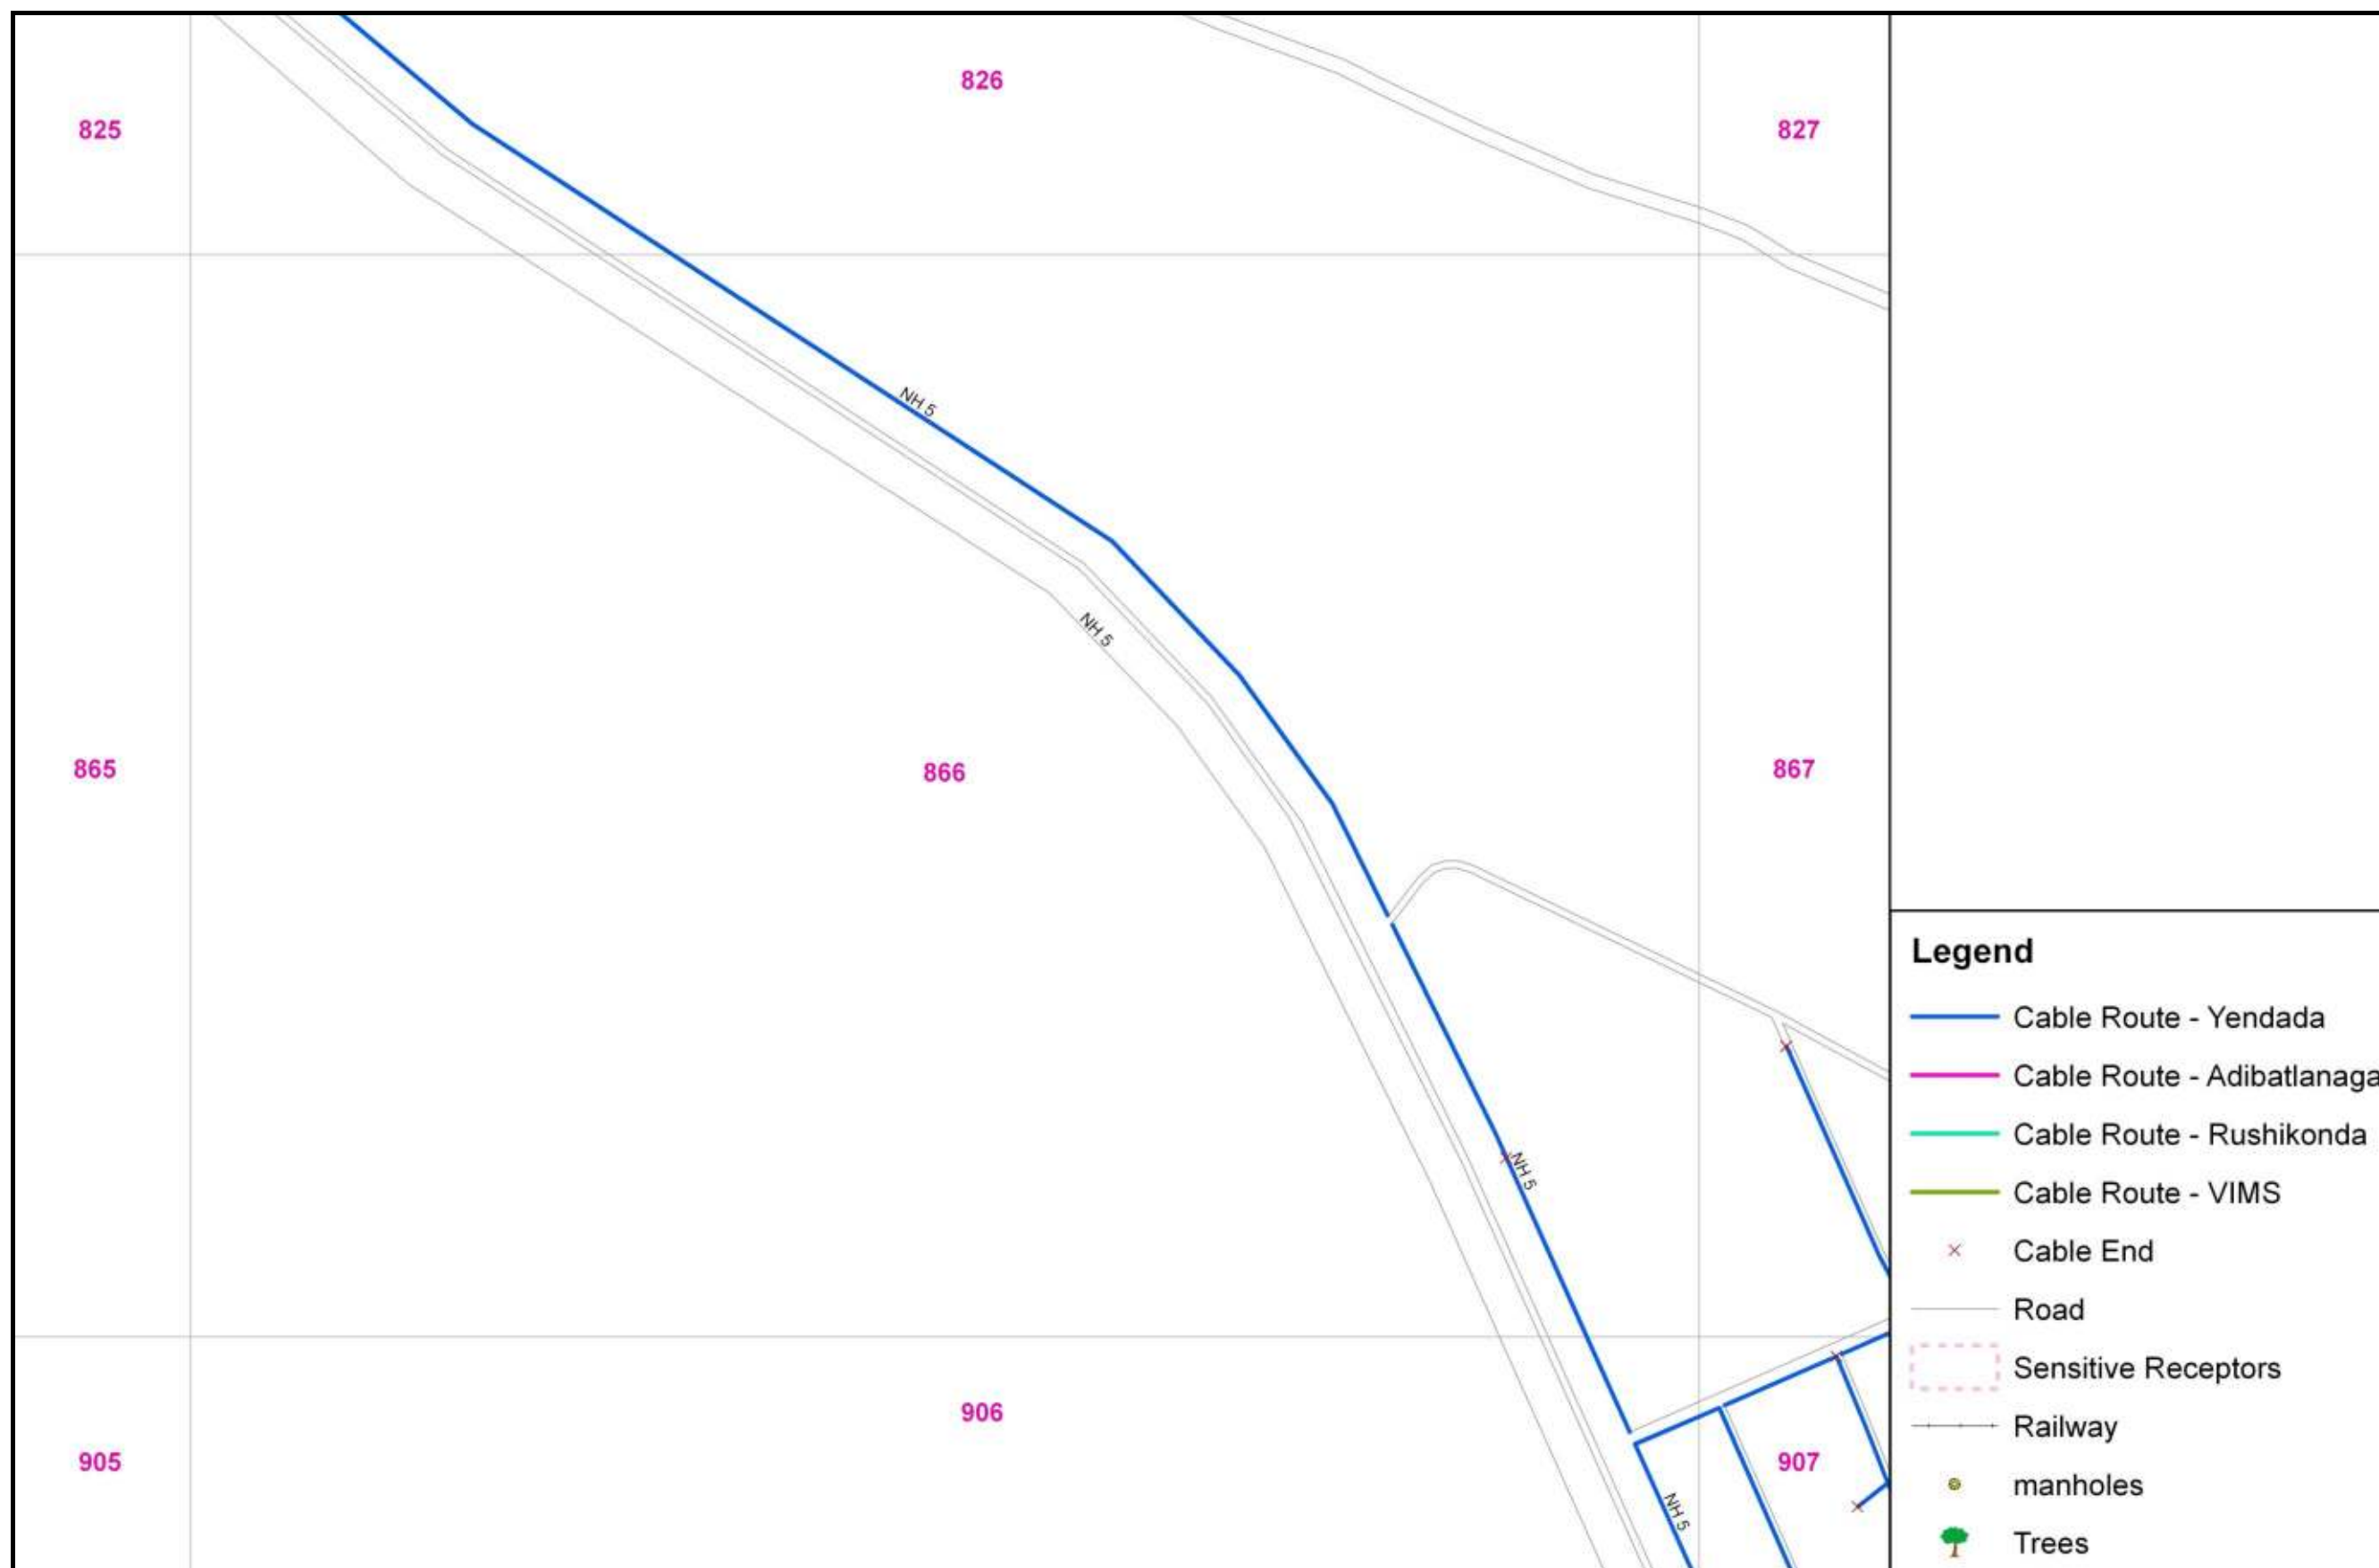 826
825
827
NH 5
NH 5
865
866
867
NH 5
906
905
907
NH 5
Legend
Cable Route - Yendada
Cable Route - Adibatlanaga
Cable Route - Rushikonda
Cable Route - VIMS
Cable End
Road
Sensitive Receptors
Railway
manholes
Trees